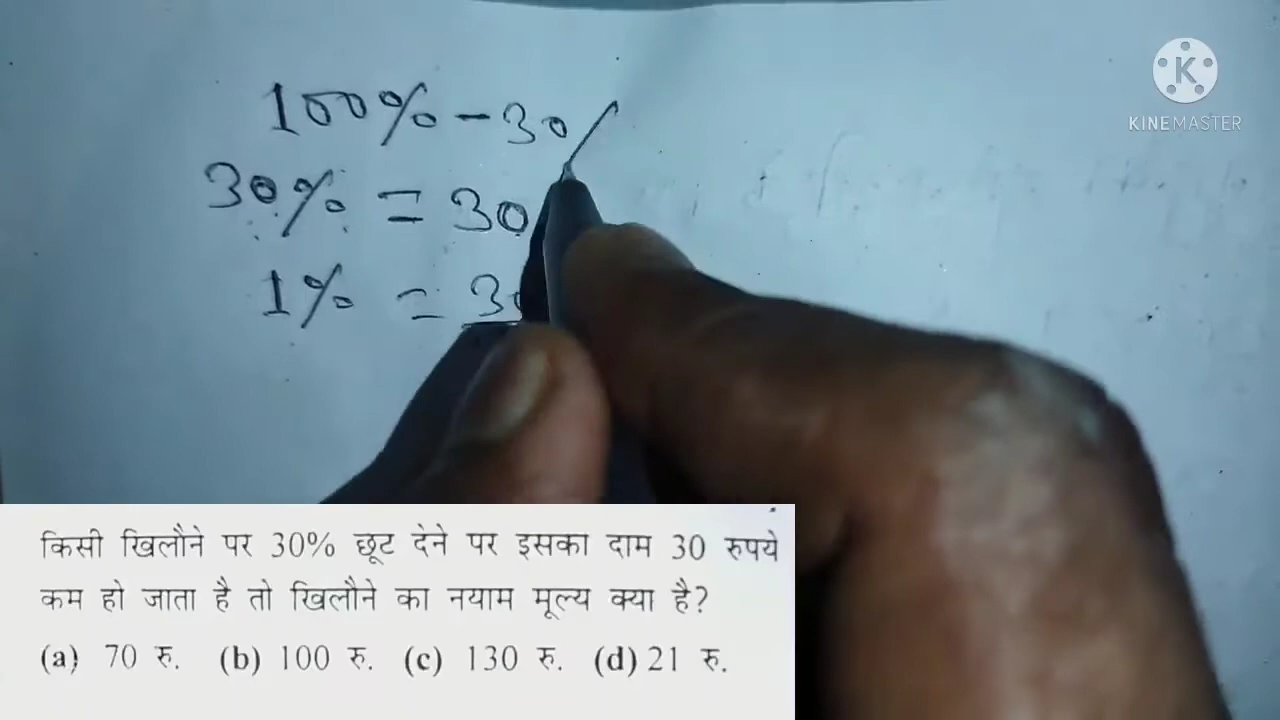 100% - 30/
30% = 30
1% = 3
KINEMASTER
किसी खिलौने पर 30% छूट देने पर इसका दाम 30 रुपये
कम हो जाता है तो खिलौने का नयाम मूल्य क्या है?
(a) 70 रु. (b) 100 रु. (c) 130 रु. (d) 21 रु.